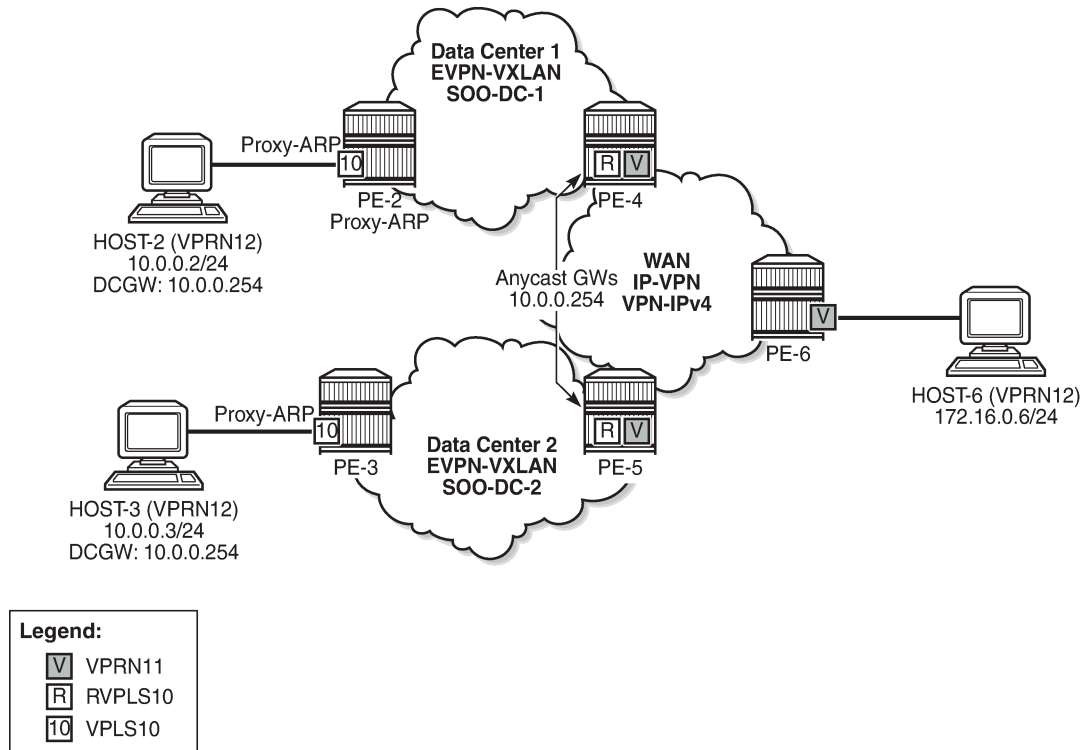 Data Center 1
EVPN-VXLAN
SOO-DC-1
Proxy-ARP
10
PE-2
Proxy-ARP
R V
PE-4
HOST-2 (VPRN12)
10.0.0.2/24
DCGW: 10.0.0.254
Anycast GWs
10.0.0.254
WAN
IP-VPN
VPN-IPv4
V
PE-6
HOST-6 (VPRN12)
172.16.0.6/24
Proxy-ARP
10
PE-3
Data Center 2
EVPN-VXLAN
SOO-DC-2
R V
PE-5
HOST-3 (VPRN12)
10.0.0.3/24
DCGW: 10.0.0.254
Legend:
V VPRN11
R RVPLS10
10 VPLS10